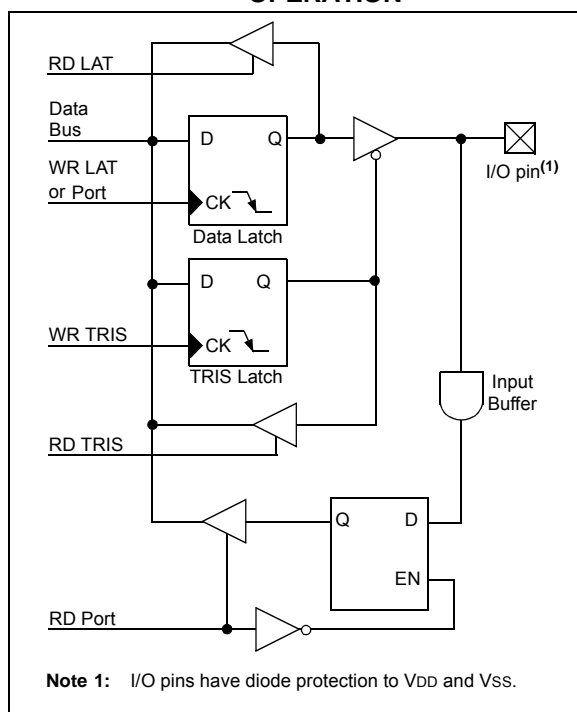 OPERATION
RD LAT
Data
Bus
D
Q
WR LAT
or Port
CK
Data Latch
I/O pin(1)
D
Q
WR TRIS
CK
TRIS Latch
Input
Buffer
RD TRIS
Q
D
EN
RD Port
Note 1: I/O pins have diode protection to VDD and VSS.